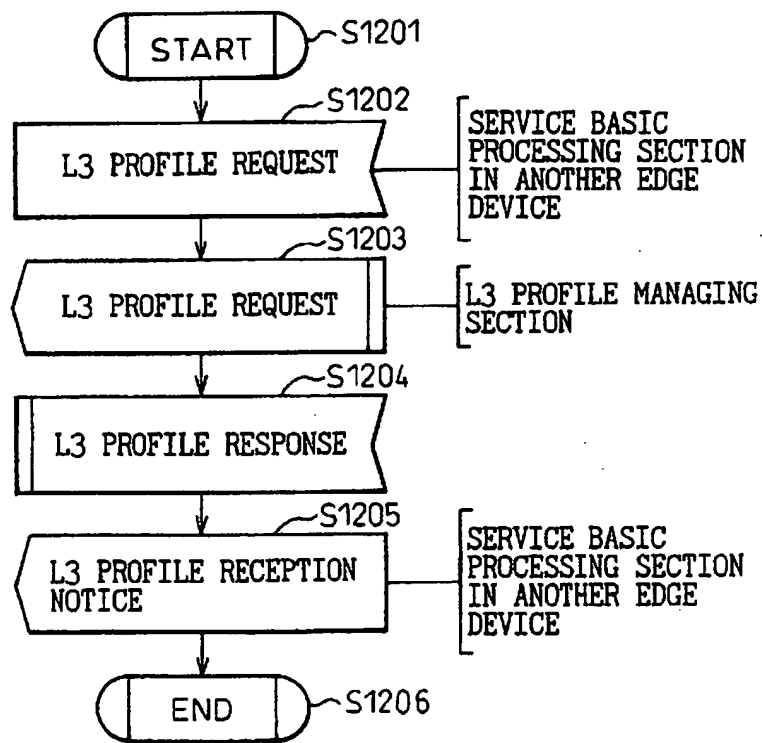 START
S1201
S1202
L3 PROFILE REQUEST
SERVICE BASIC
PROCESSING SECTION
IN ANOTHER EDGE
DEVICE
S1203
L3 PROFILE REQUEST
L3 PROFILE MANAGING
SECTION
S1204
L3 PROFILE RESPONSE
S1205
L3 PROFILE RECEPTION
NOTICE
SERVICE BASIC
PROCESSING SECTION
IN ANOTHER EDGE
DEVICE
END
S1206